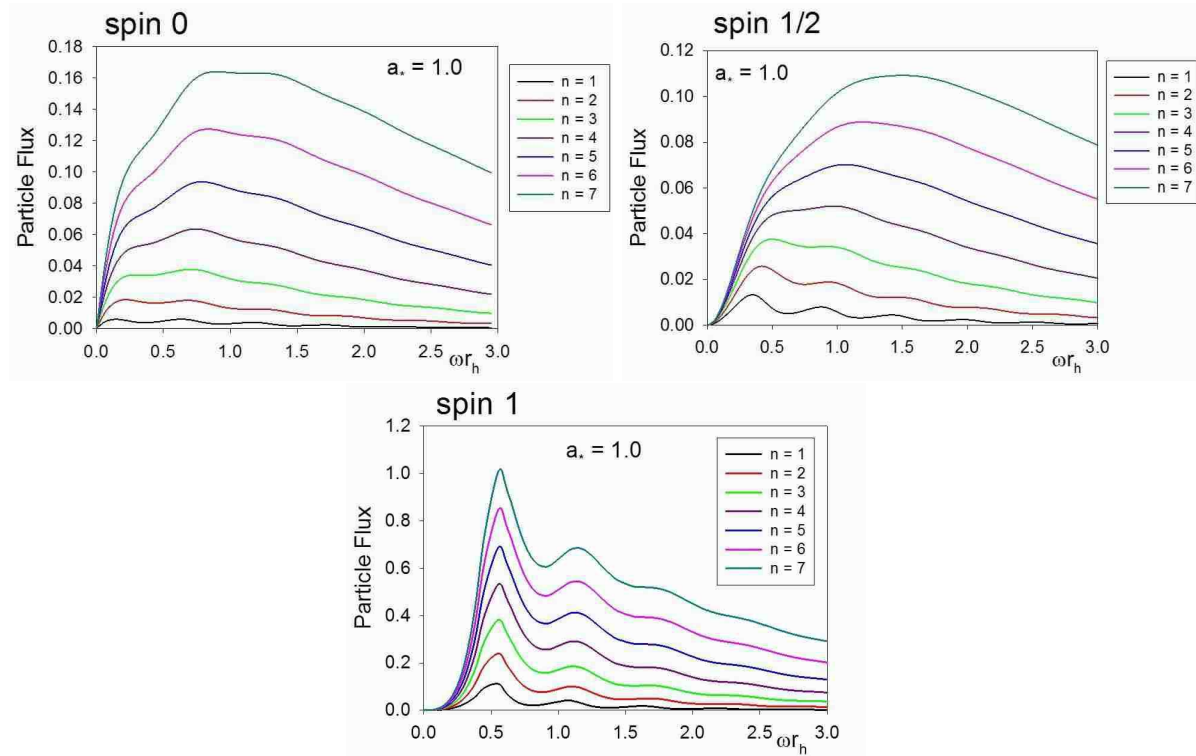 spin 0
0.18
0.16
0.14
0.12
0.10
0.08
0.06
0.04
0.02
0.00
Particle Flux
a* = 1.0
n = 1
n = 2
n = 3
n = 4
n = 5
n = 6
n = 7
0.0 0.5 1.0 1.5 2.0 2.5 3.0
ωr_h
spin 1/2
0.12
0.10
0.08
0.06
0.04
0.02
0.00
Particle Flux
a* = 1.0
n = 1
n = 2
n = 3
n = 4
n = 5
n = 6
n = 7
0.0 0.5 1.0 1.5 2.0 2.5 3.0
ωr_h
spin 1
1.2
1.0
0.8
0.6
0.4
0.2
0.0
Particle Flux
a* = 1.0
n = 1
n = 2
n = 3
n = 4
n = 5
n = 6
n = 7
0.0 0.5 1.0 1.5 2.0 2.5 3.0
ωr_h